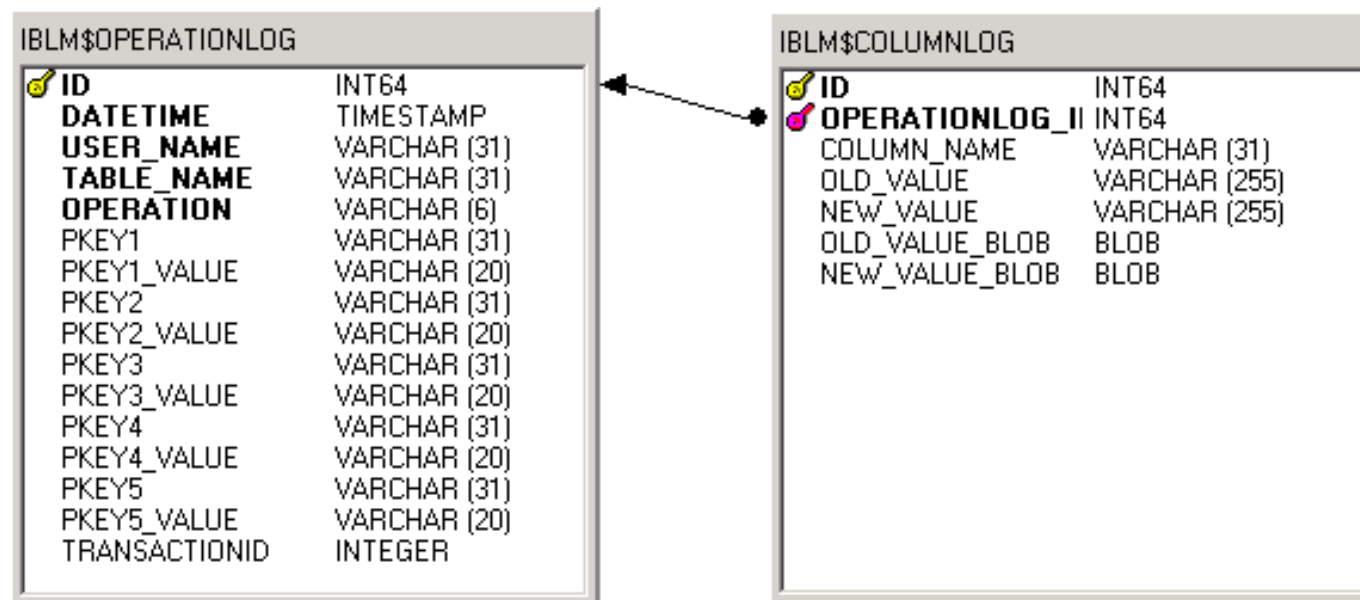 IBLM$OPERATIONLOG
ID INT64
DATETIME TIMESTAMP
USER_NAME VARCHAR (31)
TABLE_NAME VARCHAR (31)
OPERATION VARCHAR (6)
PKEY1 VARCHAR (31)
PKEY1_VALUE VARCHAR (20)
PKEY2 VARCHAR (31)
PKEY2_VALUE VARCHAR (20)
PKEY3 VARCHAR (31)
PKEY3_VALUE VARCHAR (20)
PKEY4 VARCHAR (31)
PKEY4_VALUE VARCHAR (20)
PKEY5 VARCHAR (31)
PKEY5_VALUE VARCHAR (20)
TRANSACTIONID INTEGER
IBLM$COLUMNLOG
ID INT64
OPERATIONLOG_I INT64
COLUMN_NAME VARCHAR (31)
OLD_VALUE VARCHAR (255)
NEW_VALUE VARCHAR (255)
OLD_VALUE_BLOB BLOB
NEW_VALUE_BLOB BLOB